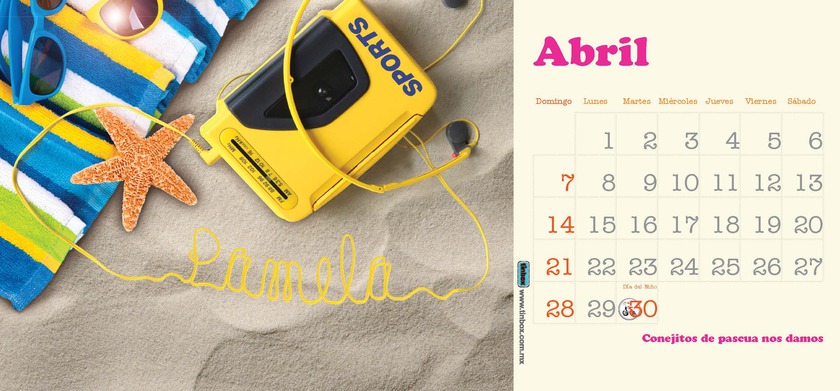 SPORTS
Pamela
Abril
Domingo Lunes Martes Miércoles Jueves Viernes Sábado
1 2 3 4 5 6
7 8 9 10 11 12 13
14 15 16 17 18 19 20
21 22 23 24 25 26 27
Día del Niño
28 29 30
Conejitos de pascua nos damos
tinbox www.tinbox.com.mx